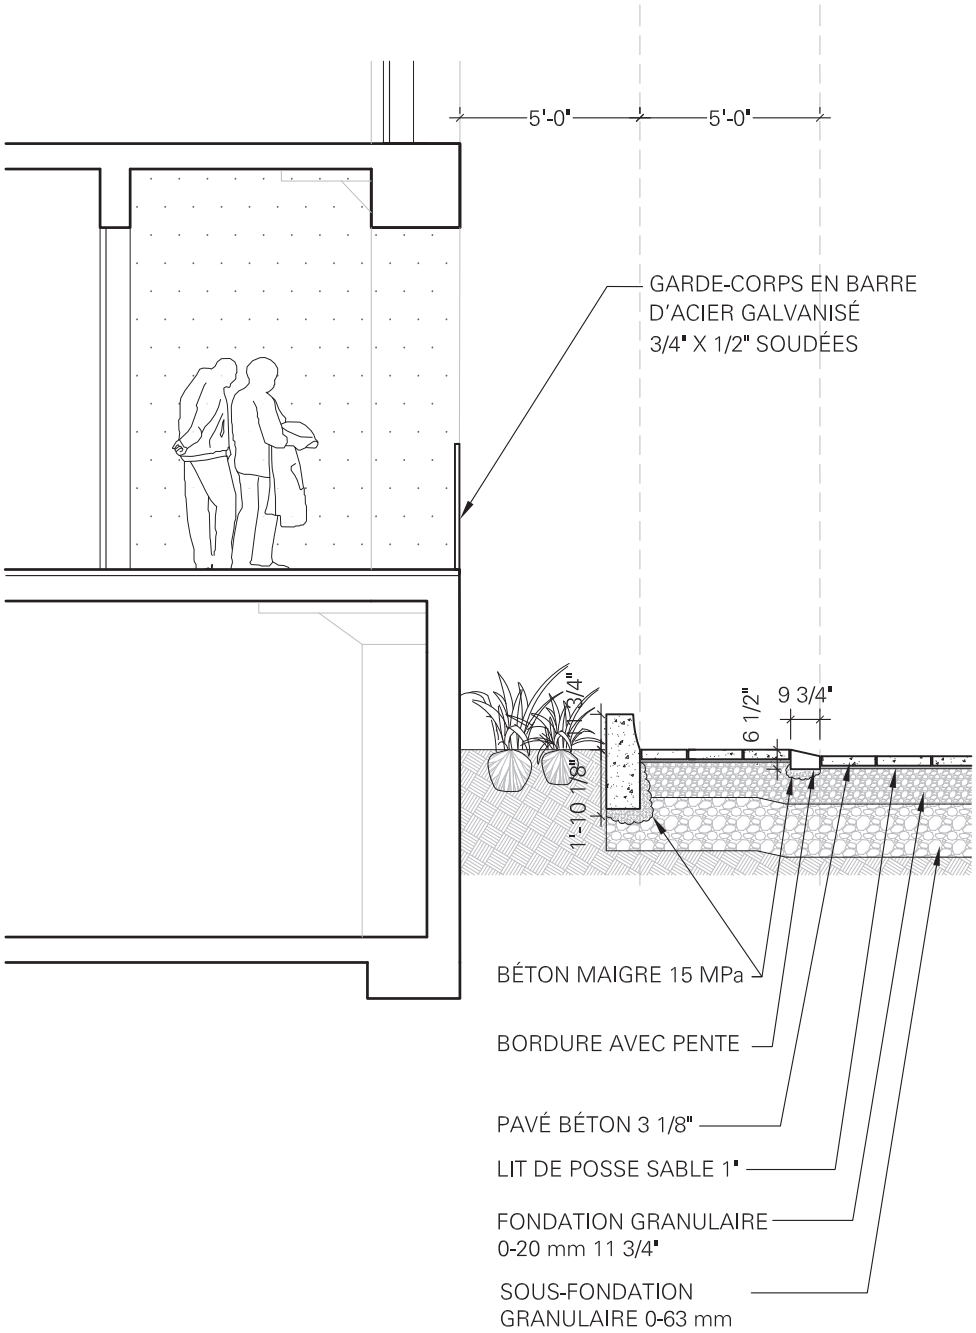 5'-0" 5'-0"
GARDE-CORPS EN BARRE
D'ACIER GALVANISÉ
3/4" X 1/2" SOUDÉES
3/4"
1'-10 1/8"
6 1/2"
9 3/4"
BÉTON MAIGRE 15 MPa
BORDURE AVEC PENTE
PAVÉ BÉTON 3 1/8"
LIT DE POSSE SABLE 1"
FONDATION GRANULAIRE
0-20 mm 11 3/4"
SOUS-FONDATION
GRANULAIRE 0-63 mm